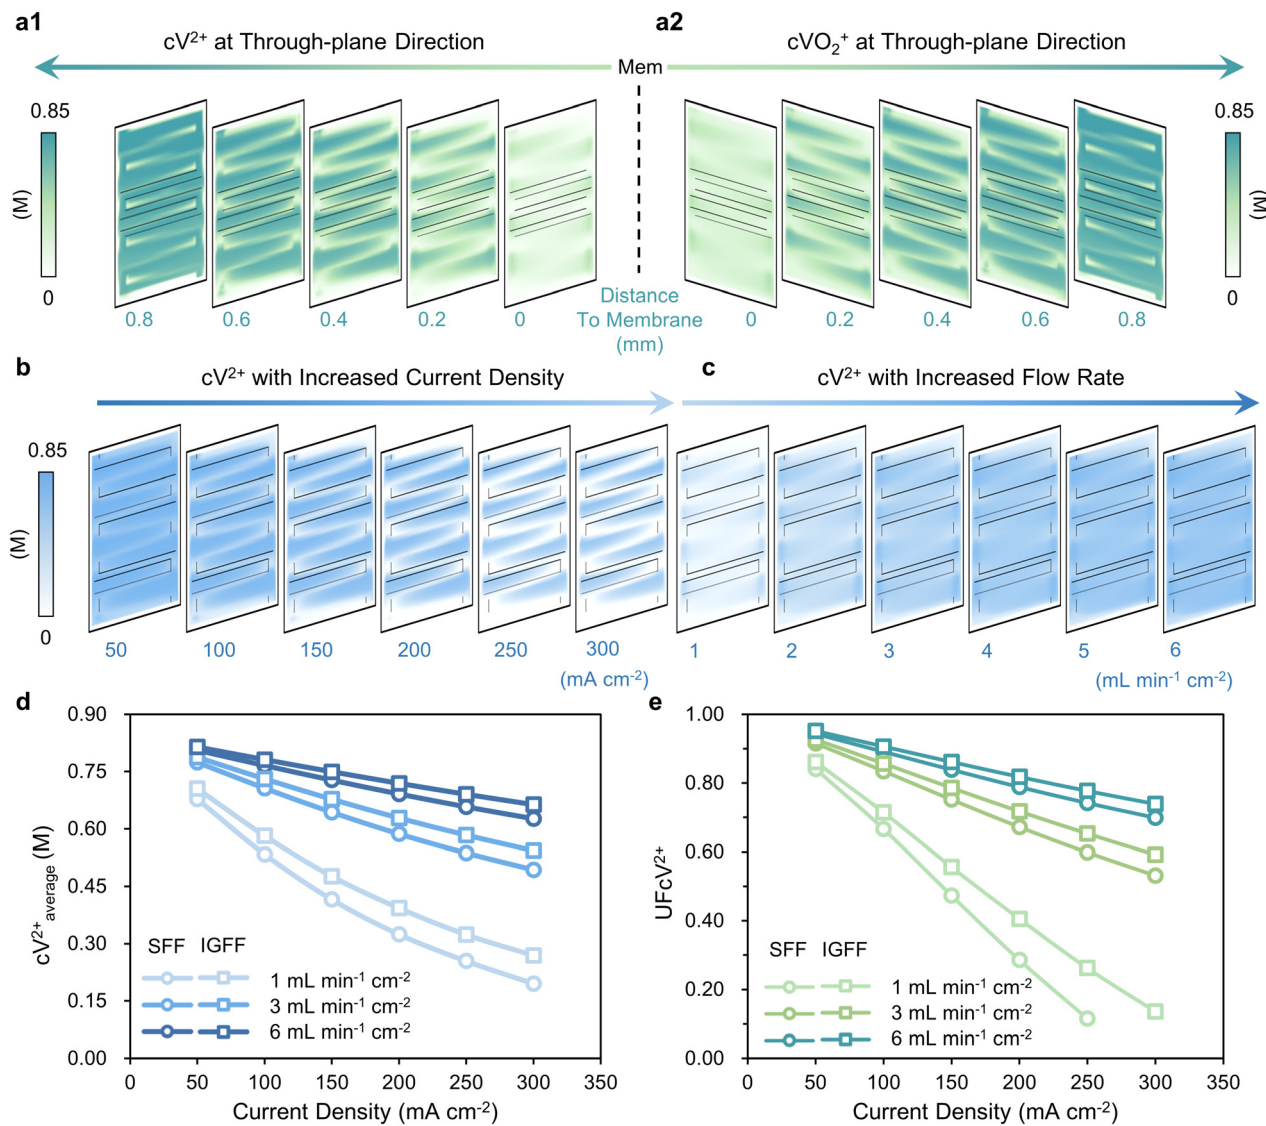 a1
a2
cV²⁺ at Through-plane Direction
cVO₂⁺ at Through-plane Direction
Mem
0.85
(M)
0
0.85
(M)
0
0.8 0.6 0.4 0.2 0
Distance
To Membrane
(mm)
0 0.2 0.4 0.6 0.8
b
cV²⁺ with Increased Current Density
c
cV²⁺ with Increased Flow Rate
0.85
(M)
0
50 100 150 200 250 300
(mA cm⁻²)
1 2 3 4 5 6
(mL min⁻¹ cm⁻²)
d
0.90
0.75
0.60
0.45
0.30
0.15
0.00
cV²⁺average (M)
SFF IGFF
1 mL min⁻¹ cm⁻²
3 mL min⁻¹ cm⁻²
6 mL min⁻¹ cm⁻²
0 50 100 150 200 250 300 350
Current Density (mA cm⁻²)
e
1.00
0.80
0.60
0.40
0.20
0.00
UFcV²⁺
SFF IGFF
1 mL min⁻¹ cm⁻²
3 mL min⁻¹ cm⁻²
6 mL min⁻¹ cm⁻²
0 50 100 150 200 250 300 350
Current Density (mA cm⁻²)